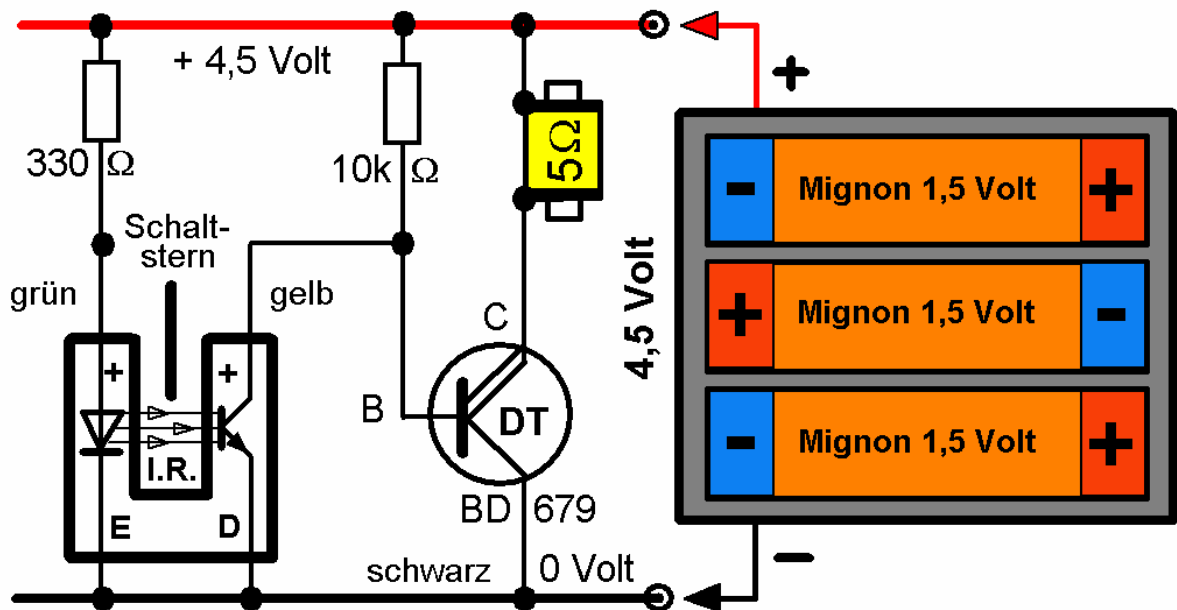 + 4,5 Volt
330 Ω
10k Ω
5Ω
Schalt-
stern
grün
gelb
+
+
I.R.
E
D
C
B
DT
BD 679
schwarz
0 Volt
+
4,5 Volt
- Mignon 1,5 Volt +
+ Mignon 1,5 Volt -
- Mignon 1,5 Volt +
-